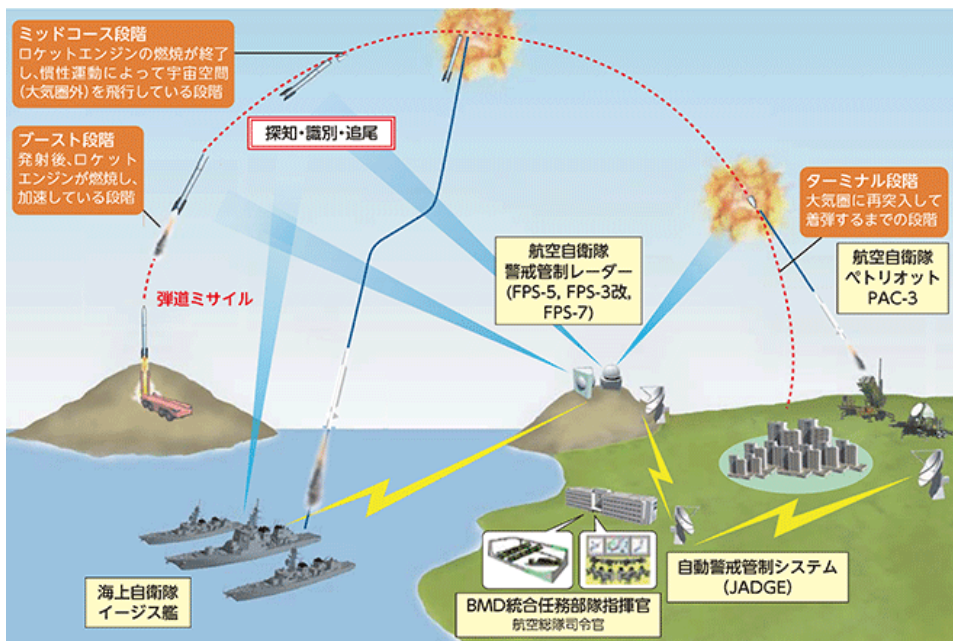 ミッドコース段階
ロケットエンジンの燃焼が終了
し、慣性運動によって宇宙空間
(大気圏外)を飛行している段階
探知・識別・追尾
ブースト段階
発射後、ロケット
エンジンが燃焼し、
加速している段階
ターミナル段階
大気圏に再突入して
着弾するまでの段階
航空自衛隊
警戒管制レーダー
(FPS-5, FPS-3改,
FPS-7)
航空自衛隊
ペトリオット
PAC-3
弾道ミサイル
海上自衛隊
イージス艦
BMD統合任務部隊指揮官
航空総隊司令官
自動警戒管制システム
(JADGE)